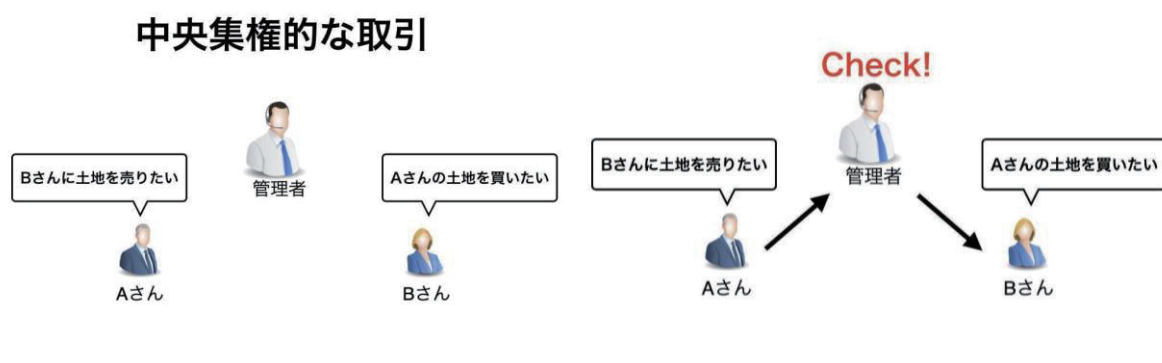 中央集権的な取引
Bさんに土地を売りたい
管理者
Aさんの土地を買いたい
Aさん
Bさん
Check!
Bさんに土地を売りたい
管理者
Aさんの土地を買いたい
Aさん
Bさん